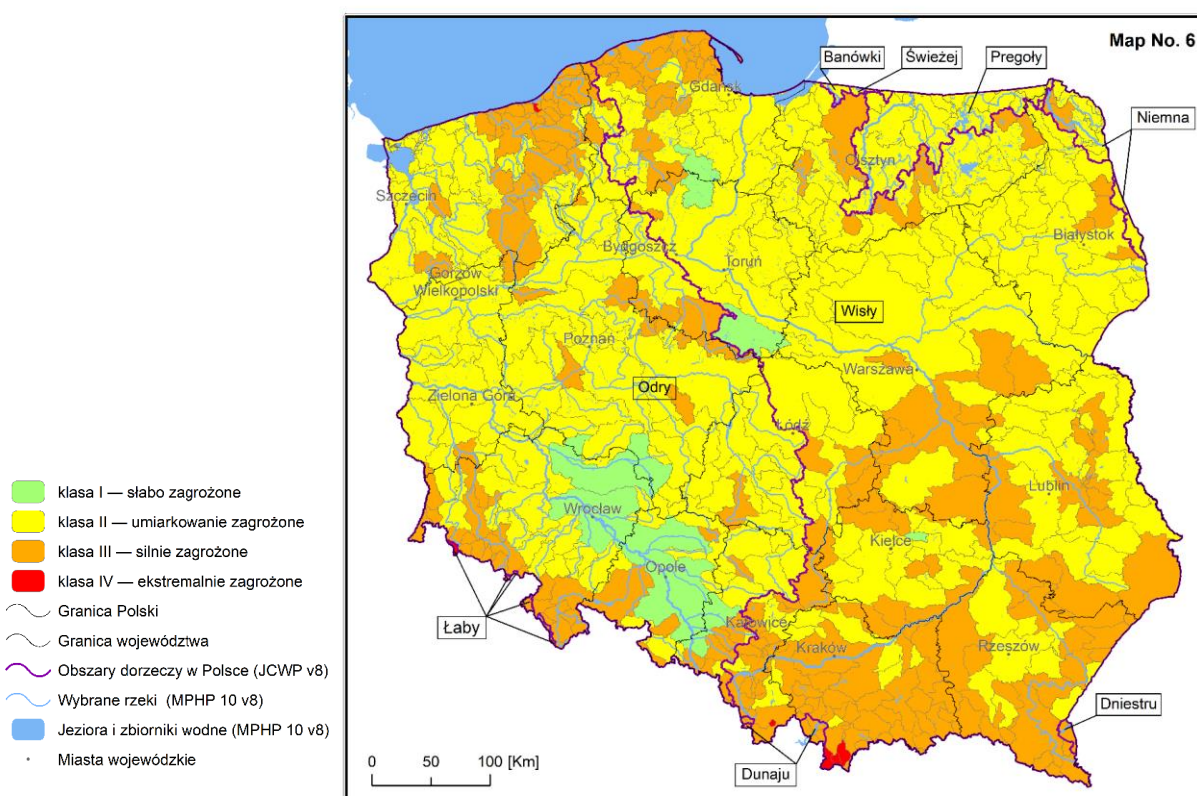 Map No. 6
Banówki
Świeżej
Pregoły
Niemna
Gdańsk
Olsztyn
Szczecin
Białystok
Bydgoszcz
Toruń
Gorzów
Wielkopolski
Wisły
Poznań
Warszawa
Odry
Zielona Góra
Łódź
Lublin
Wrocław
Kielce
Opole
Łaby
Katowice
Kraków
Rzeszów
Dniestru
Dunaju
0 50 100 [Km]
klasa I — słabo zagrożone
klasa II — umiarkowanie zagrożone
klasa III — silnie zagrożone
klasa IV — ekstremalnie zagrożone
Granica Polski
Granica województwa
Obszary dorzeczy w Polsce (JCWP v8)
Wybrane rzeki (MPHP 10 v8)
Jeziora i zbiorniki wodne (MPHP 10 v8)
Miasta wojewódzkie